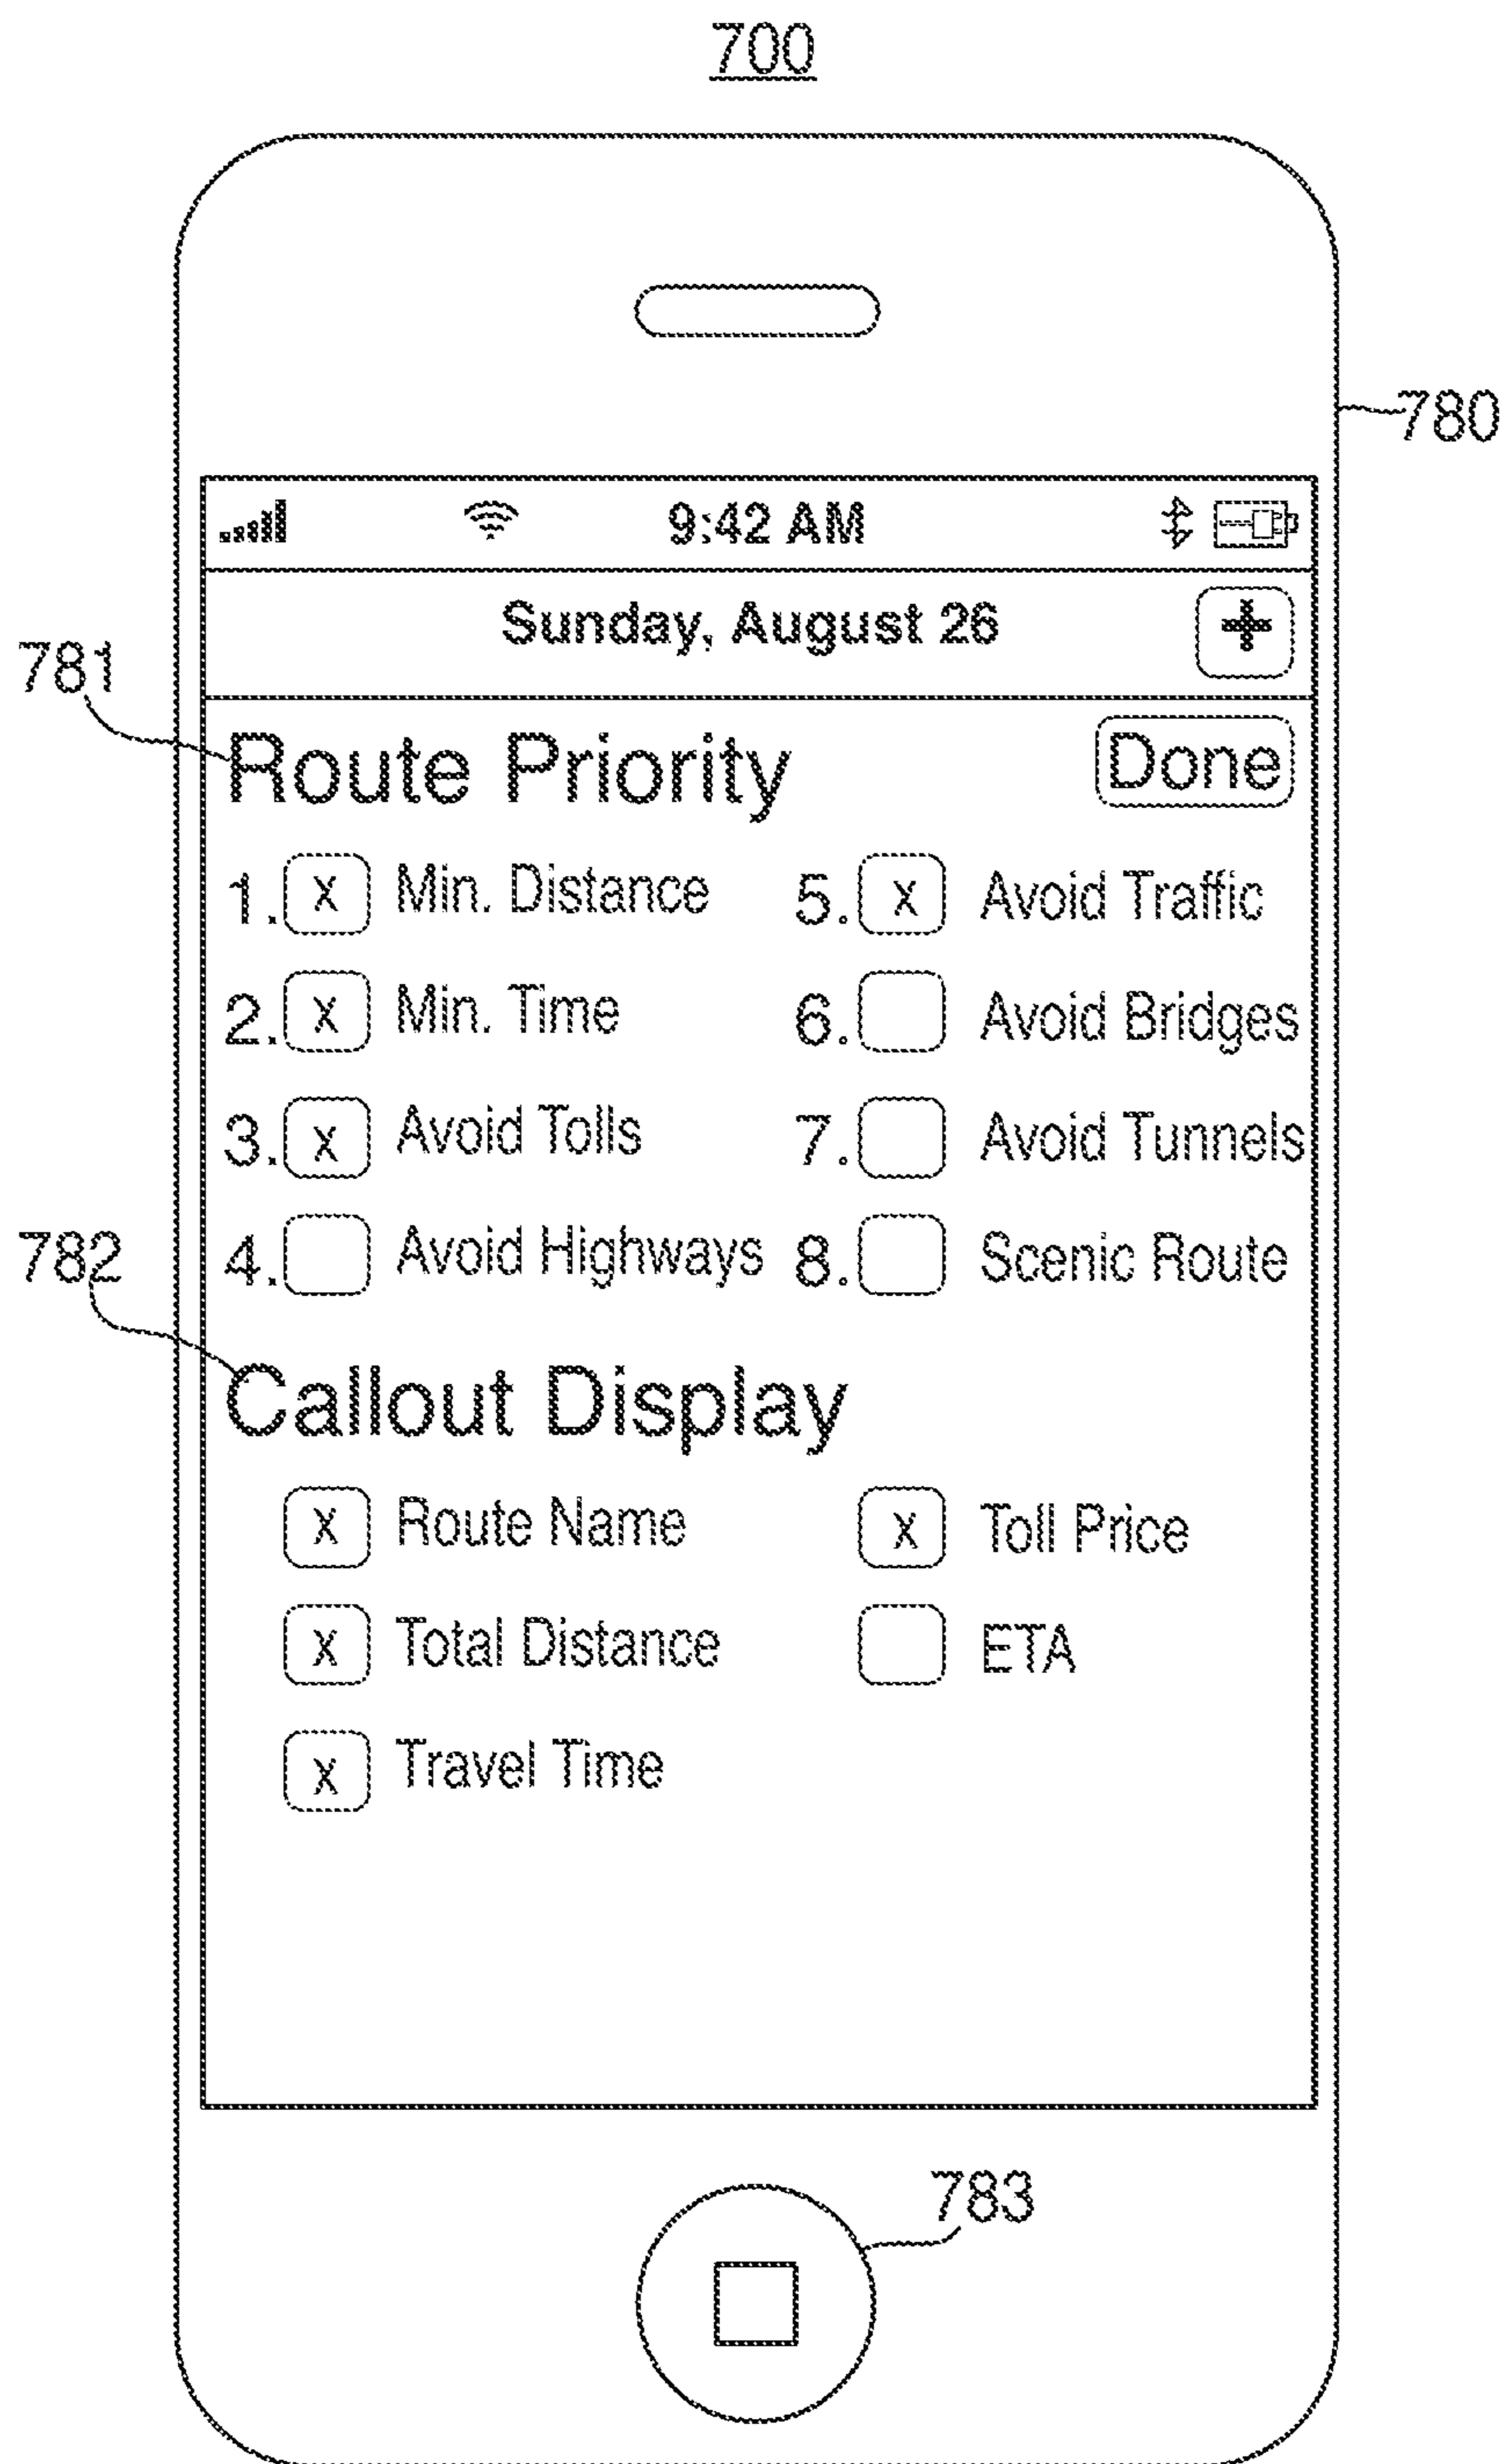 700
780
9:42 AM
Sunday, August 26 +
781
Route Priority Done
1. x Min. Distance 5. x Avoid Traffic
2. x Min. Time 6. Avoid Bridges
3. x Avoid Tolls 7. Avoid Tunnels
4. Avoid Highways 8. Scenic Route
782
Callout Display
x Route Name x Toll Price
x Total Distance ETA
x Travel Time
783